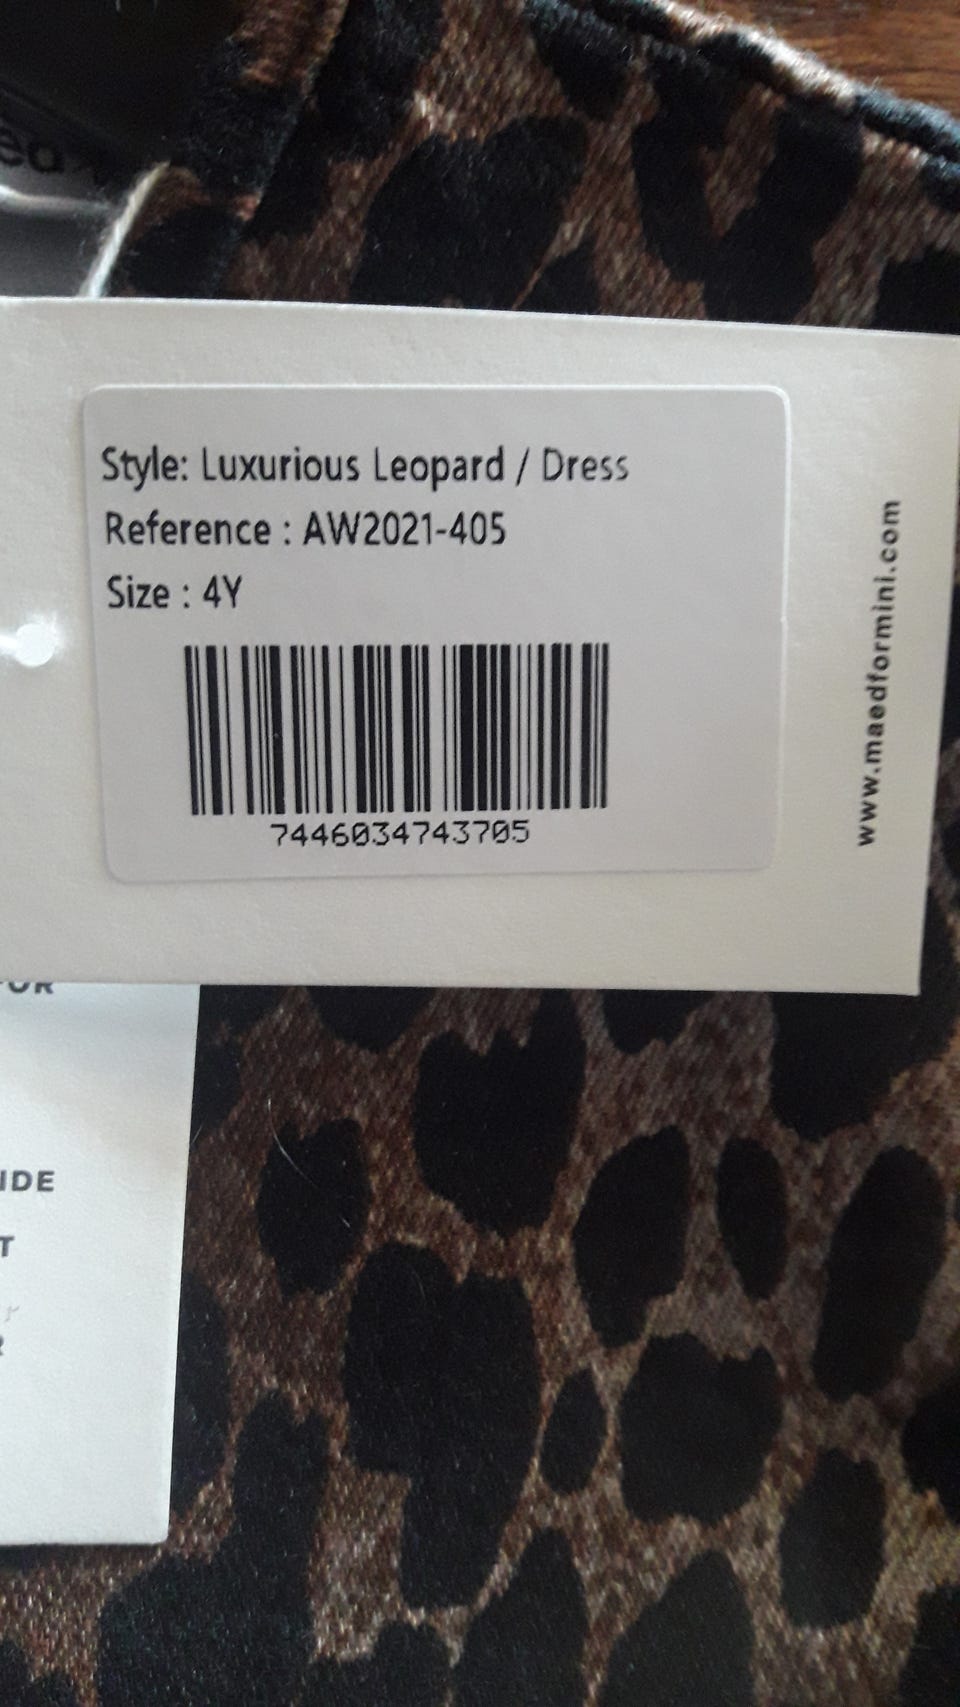 Style: Luxurious Leopard / Dress
Reference : AW2021-405
Size : 4Y
7446034743705
www.maedformini.com
IDE
T